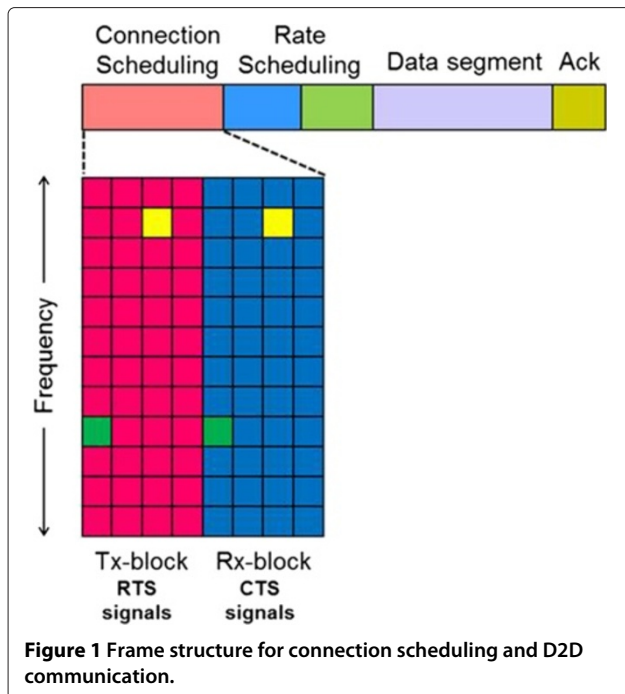 Connection Scheduling
Rate Scheduling
Data segment
Ack
Frequency
Tx-block
RTS
signals
Rx-block
CTS
signals
Figure 1 Frame structure for connection scheduling and D2D
communication.